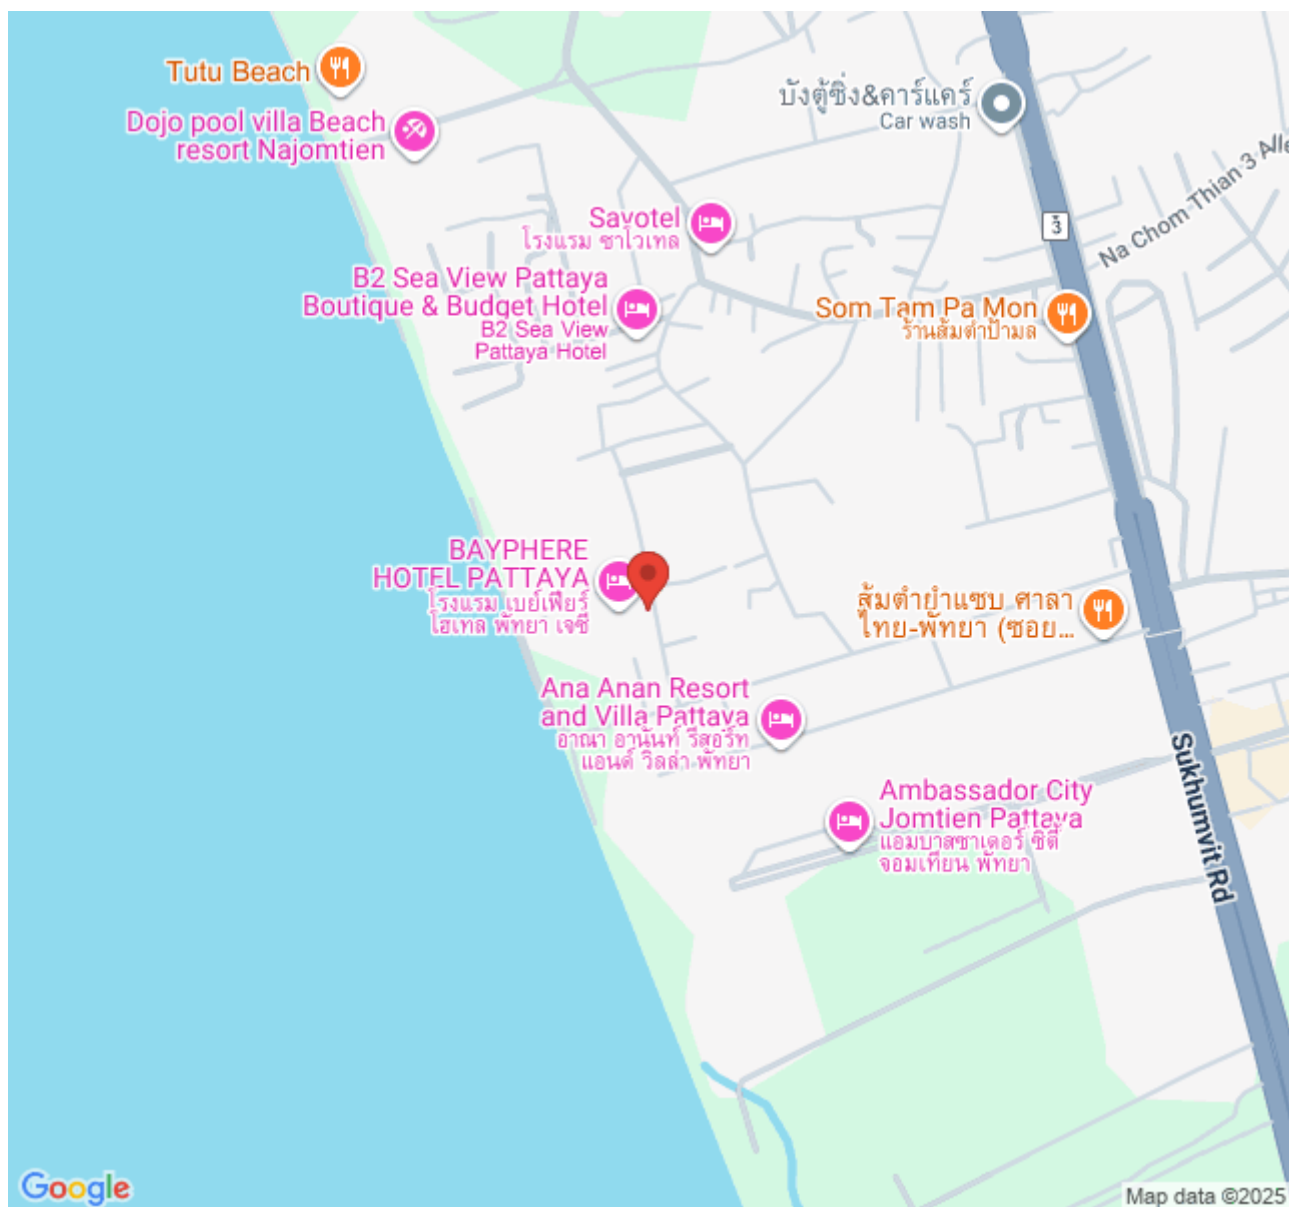 Tutu Beach
Dojo pool villa Beach
resort Najomtien
บังตู้ซิ่ง&คาร์แคร์
Car wash
Na Chom Thian 3 Alle
3
Savotel
โรงแรม ซาโวเทล
B2 Sea View Pattaya
Boutique & Budget Hotel
B2 Sea View
Pattaya Hotel
Som Tam Pa Mon
ร้านส้มตำป้ามล
BAYPHERE
HOTEL PATTAYA
โรงแรม เบย์เฟียร์
โฮเทล พัทยา เจซี
ส้มตำยำแซบ ศาลา
ไทย-พัทยา (ซอย...
Ana Anan Resort
and Villa Pattaya
อาณา อานันท์ รีสอร์ท
แอนด์ วิลล่า พัทยา
Sukhumvit Rd
Ambassador City
Jomtien Pattaya
แอมบาสซาเดอร์ ซิตี้
จอมเทียน พัทยา
Google
Map data ©2025